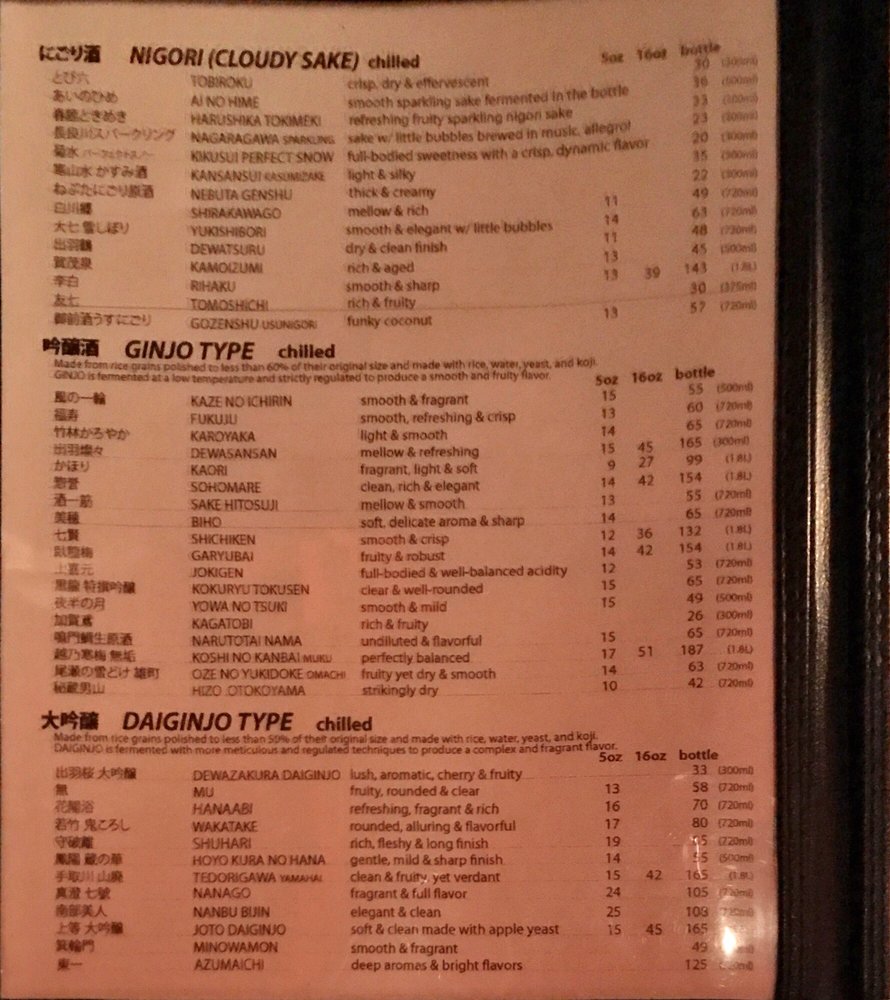 にごり酒 NIGORI (CLOUDY SAKE) chilled 5oz 16oz bottle
とび六 TOBIROKU crisp, dry & effervescent 30 (300ml)
あいのひめ AI NO HIME smooth sparkling sake fermented in the bottle 36 (600ml)
春鹿ときめき HARUSHIKA TOKIMEKI refreshing fruity sparkling nigori sake 33 (300ml)
長良川スパークリング NAGARAGAWA SPARKLING sake w/ little bubbles brewed in music, allegro! 23 (300ml)
菊水 パーフェクトスノー KIKUSUI PERFECT SNOW full-bodied sweetness with a crisp, dynamic flavor 20 (300ml)
寒山水 かすみ酒 KANSANSUI KASUMIZAKE light & silky 35 (300ml)
ねぶたにごり原酒 NEBUTA GENSHU thick & creamy 22 (300ml)
白川郷 SHIRAKAWAGO mellow & rich 11 49 (720ml)
大七 雪しぼり YUKISHIBORI smooth & elegant w/ little bubbles 14 63 (720ml)
出羽鶴 DEWATSURU dry & clean finish 11 48 (720ml)
賀茂泉 KAMOIZUMI rich & aged 13 45 (500ml)
李白 RIHAKU smooth & sharp 13 39 143 (1.8L)
友七 TOMOSHICHI rich & fruity 30 (375ml)
御前酒うすにごり GOZENSHU USUNIGORI funky coconut 13 57 (720ml)
吟醸酒 GINJO TYPE chilled
Made from rice grains polished to less than 60% of their original size and made with rice, water, yeast, and koji.
GINJO is fermented at a low temperature and strictly regulated to produce a smooth and fruity flavor. 5oz 16oz bottle
風の一輪 KAZE NO ICHIRIN smooth & fragrant 15 55 (500ml)
福寿 FUKUJU smooth, refreshing & crisp 13 60 (720ml)
竹林かろやか KAROYAKA light & smooth 14 65 (720ml)
出羽燦々 DEWASANSAN mellow & refreshing 15 45 165 (300ml)
かほり KAORI fragrant, light & soft 9 27 99 (1.8L)
惣誉 SOHOMARE clean, rich & elegant 14 42 154 (1.8L)
酒一筋 SAKE HITOSUJI mellow & smooth 13 55 (720ml)
美穂 BIHO soft, delicate aroma & sharp 14 65 (720ml)
七賢 SHICHIKEN smooth & crisp 12 36 132 (1.8L)
臥龍梅 GARYUBAI fruity & robust 14 42 154 (1.8L)
上喜元 JOKIGEN full-bodied & well-balanced acidity 12 53 (720ml)
黒龍 特撰吟醸 KOKURYU TOKUSEN clear & well-rounded 15 65 (720ml)
夜半の月 YOWA NO TSUKI smooth & mild 15 49 (500ml)
加賀鳶 KAGATOBI rich & fruity 26 (300ml)
鳴門鯛生原酒 NARUTOTAI NAMA undiluted & flavorful 15 65 (720ml)
越乃寒梅 無垢 KOSHI NO KANBAI MUKU perfectly balanced 17 51 187 (1.8L)
尾瀬の雪どけ 雄町 OZE NO YUKIDOKE OMACHI fruity yet dry & smooth 14 63 (720ml)
秘蔵男山 HIZO OTOKOYAMA strikingly dry 10 42 (720ml)
大吟醸 DAIGINJO TYPE chilled
Made from rice grains polished to less than 50% of their original size and made with rice, water, yeast, and koji.
DAIGINJO is fermented with more meticulous and regulated techniques to produce a complex and fragrant flavor. 5oz 16oz bottle
出羽桜 大吟醸 DEWAZAKURA DAIGINJO lush, aromatic, cherry & fruity 33 (300ml)
無 MU fruity, rounded & clear 13 58 (720ml)
花陽浴 HANAABI refreshing, fragrant & rich 16 70 (720ml)
若竹 鬼ころし WAKATAKE rounded, alluring & flavorful 17 80 (720ml)
守破離 SHUHARI rich, fleshy & long finish 19 (720ml)
鳳陽 蔵の華 HOYO KURA NO HANA gentle, mild & sharp finish 14 55 (500ml)
手取川 山廃 TEDORIGAWA YAMAHAI clean & fruity, yet verdant 15 42 165 (1.8L)
真澄 七號 NANAGO fragrant & full flavor 24 105 (720ml)
南部美人 NANBU BIJIN elegant & clean 25 108 (720ml)
上等 大吟醸 JOTO DAIGINJO soft & clean made with apple yeast 15 45 165
箕輪門 MINOWAMON smooth & fragrant 49
東一 AZUMAICHI deep aromas & bright flavors 125